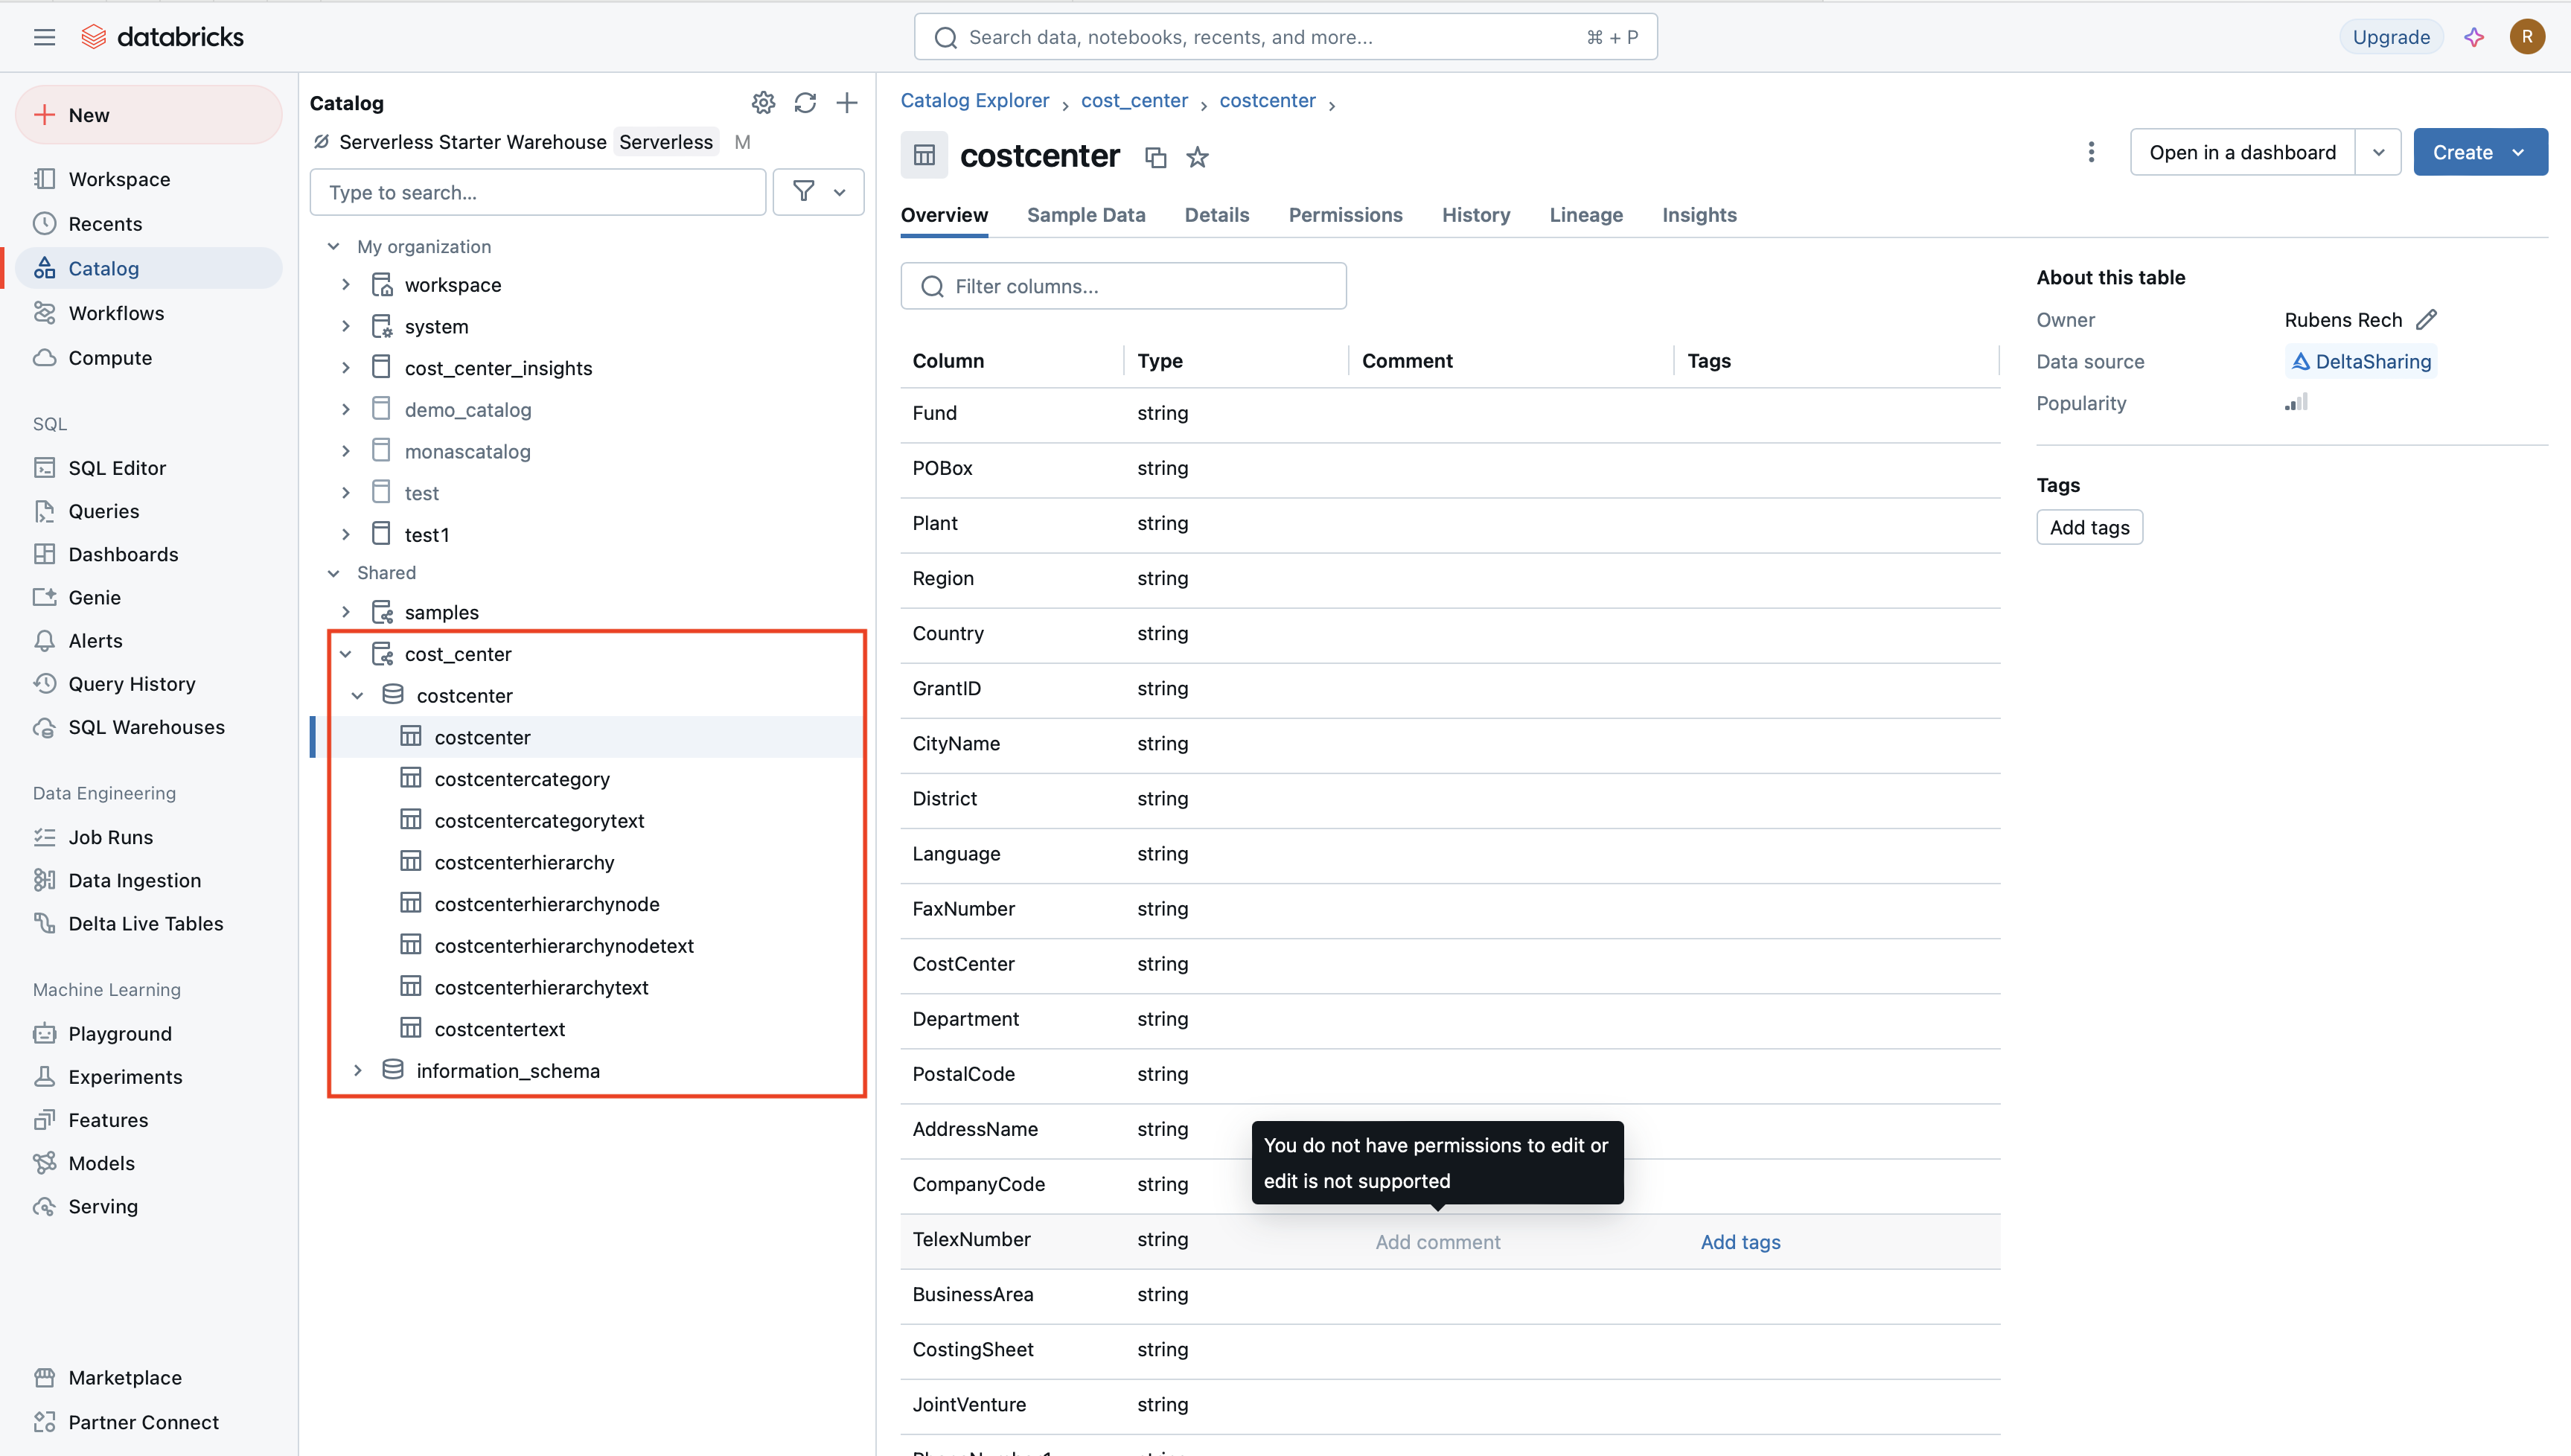 databricks
Search data, notebooks, recents, and more...
⌘ + P
Upgrade
R
New
Workspace
Recents
Catalog
Workflows
Compute
SQL
SQL Editor
Queries
Dashboards
Genie
Alerts
Query History
SQL Warehouses
Data Engineering
Job Runs
Data Ingestion
Delta Live Tables
Machine Learning
Playground
Experiments
Features
Models
Serving
Marketplace
Partner Connect
Catalog
Serverless Starter Warehouse Serverless M
Type to search...
My organization
workspace
system
cost_center_insights
demo_catalog
monascatalog
test
test1
Shared
samples
cost_center
costcenter
costcenter
costcentercategory
costcentercategorytext
costcenterhierarchy
costcenterhierarchynode
costcenterhierarchynodetext
costcenterhierarchytext
costcentertext
information_schema
Catalog Explorer › cost_center › costcenter ›
costcenter
Open in a dashboard
Create
Overview Sample Data Details Permissions History Lineage Insights
Filter columns...
Column Type Comment Tags
Fund string
POBox string
Plant string
Region string
Country string
GrantID string
CityName string
District string
Language string
FaxNumber string
CostCenter string
Department string
PostalCode string
AddressName string
CompanyCode string
You do not have permissions to edit or
edit is not supported
TelexNumber string Add comment Add tags
BusinessArea string
CostingSheet string
JointVenture string
About this table
Owner Rubens Rech
Data source DeltaSharing
Popularity
Tags
Add tags